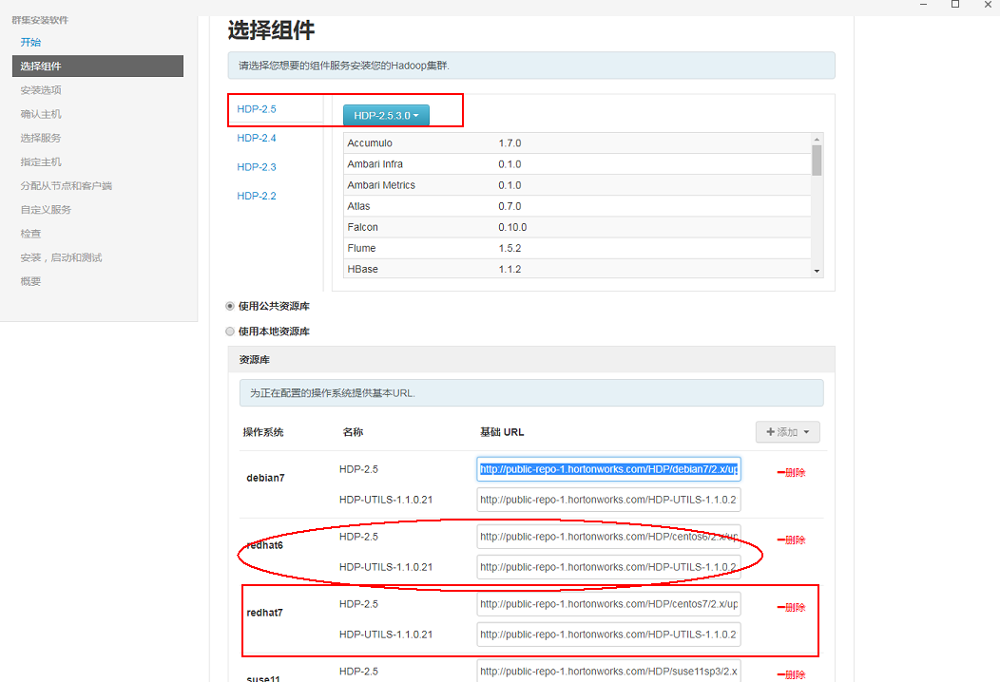 群集安装软件
开始
选择组件
安装选项
确认主机
选择服务
指定主机
分配从节点和客户端
自定义服务
检查
安装，启动和测试
概要
选择组件
请选择您想要的组件服务安装您的Hadoop集群.
HDP-2.5
HDP-2.4
HDP-2.3
HDP-2.2
HDP-2.5.3.0
Accumulo 1.7.0
Ambari Infra 0.1.0
Ambari Metrics 0.1.0
Atlas 0.7.0
Falcon 0.10.0
Flume 1.5.2
HBase 1.1.2
使用公共资源库
使用本地资源库
资源库
为正在配置的操作系统提供基本URL.
操作系统 名称 基础 URL 添加
debian7
HDP-2.5 http://public-repo-1.hortonworks.com/HDP/debian7/2.x/up 删除
HDP-UTILS-1.1.0.21 http://public-repo-1.hortonworks.com/HDP-UTILS-1.1.0.2
redhat6
HDP-2.5 http://public-repo-1.hortonworks.com/HDP/centos6/2.x/up 删除
HDP-UTILS-1.1.0.21 http://public-repo-1.hortonworks.com/HDP-UTILS-1.1.0.2
redhat7
HDP-2.5 http://public-repo-1.hortonworks.com/HDP/centos7/2.x/up 删除
HDP-UTILS-1.1.0.21 http://public-repo-1.hortonworks.com/HDP-UTILS-1.1.0.2
suse11
HDP-2.5 http://public-repo-1.hortonworks.com/HDP/suse11sp3/2.x 删除